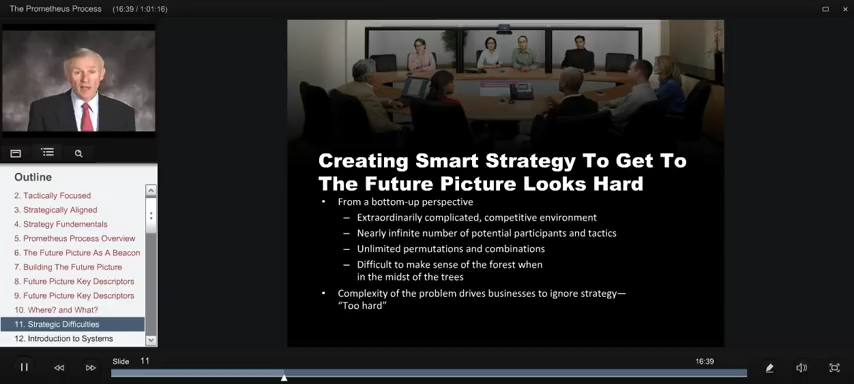 The Prometheus Process (16:39 / 1:01:16)
Outline
2. Tactically Focused
3. Strategically Aligned
4. Strategy Fundementals
5. Prometheus Process Overview
6. The Future Picture As A Beacon
7. Building The Future Picture
8. Future Picture Key Descriptors
9. Future Picture Key Descriptors
10. Where? and What?
11. Strategic Difficulties
12. Introduction to Systems
Creating Smart Strategy To Get To
The Future Picture Looks Hard
• From a bottom-up perspective
– Extraordinarily complicated, competitive environment
– Nearly infinite number of potential participants and tactics
– Unlimited permutations and combinations
– Difficult to make sense of the forest when
in the midst of the trees
• Complexity of the problem drives businesses to ignore strategy—
“Too hard”
Slide 11 16:39